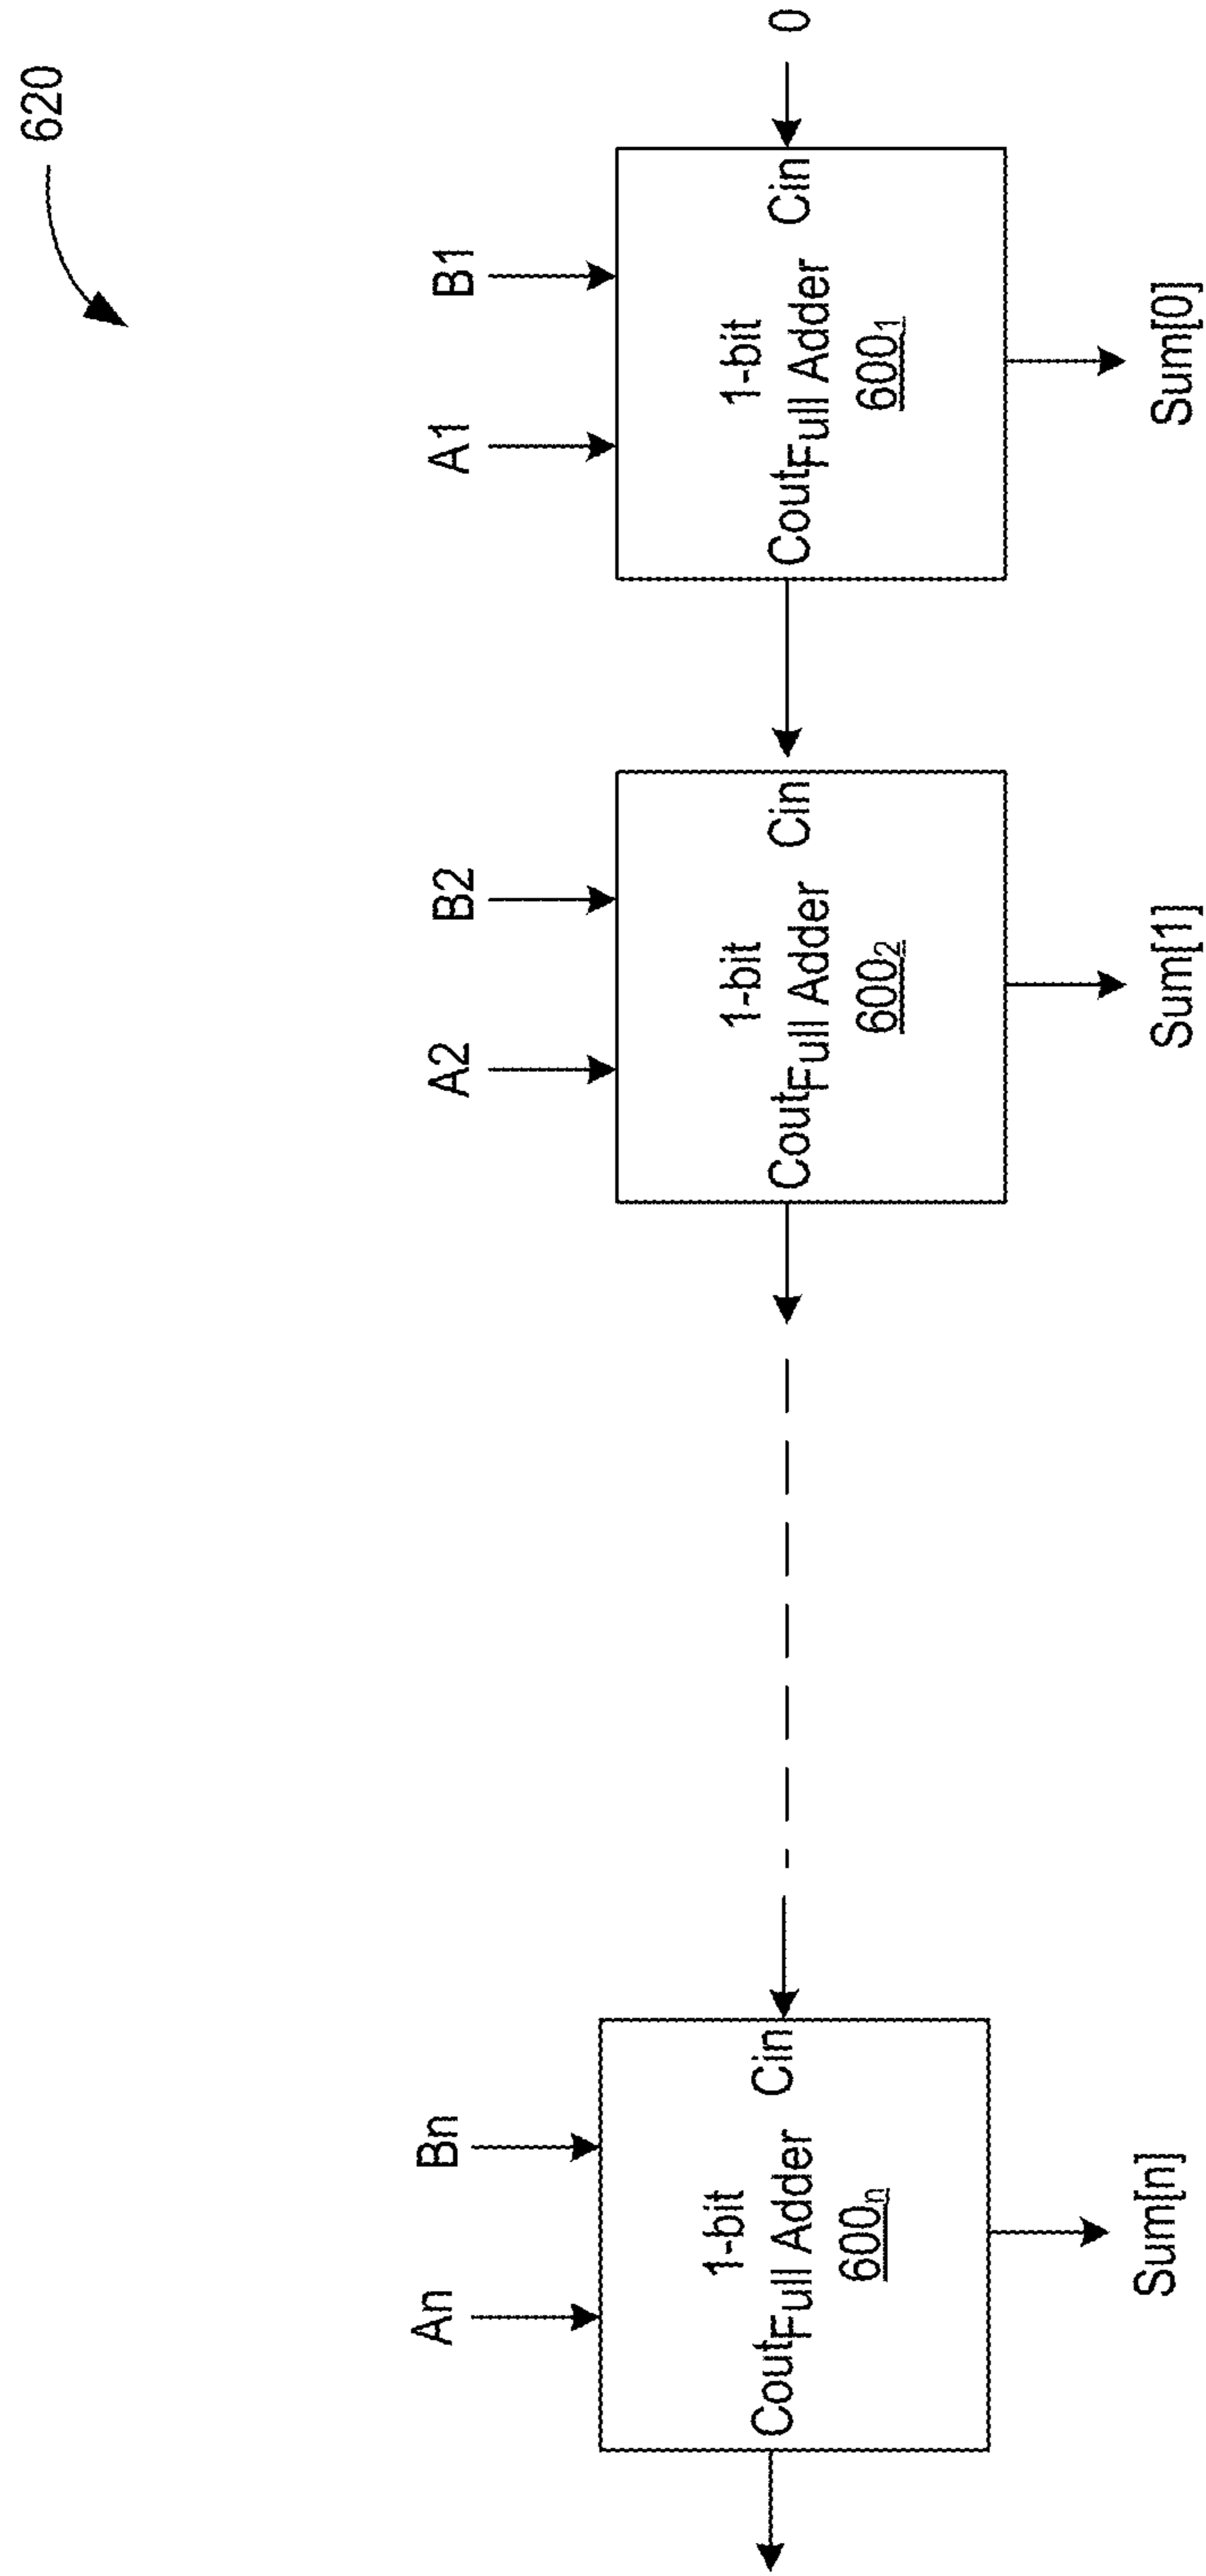 620
An
Bn
A2
B2
A1
B1
1-bit
Cout Full Adder Cin
600n
1-bit
Cout Full Adder Cin
6002
1-bit
Cout Full Adder Cin
6001
0
Sum[n]
Sum[1]
Sum[0]